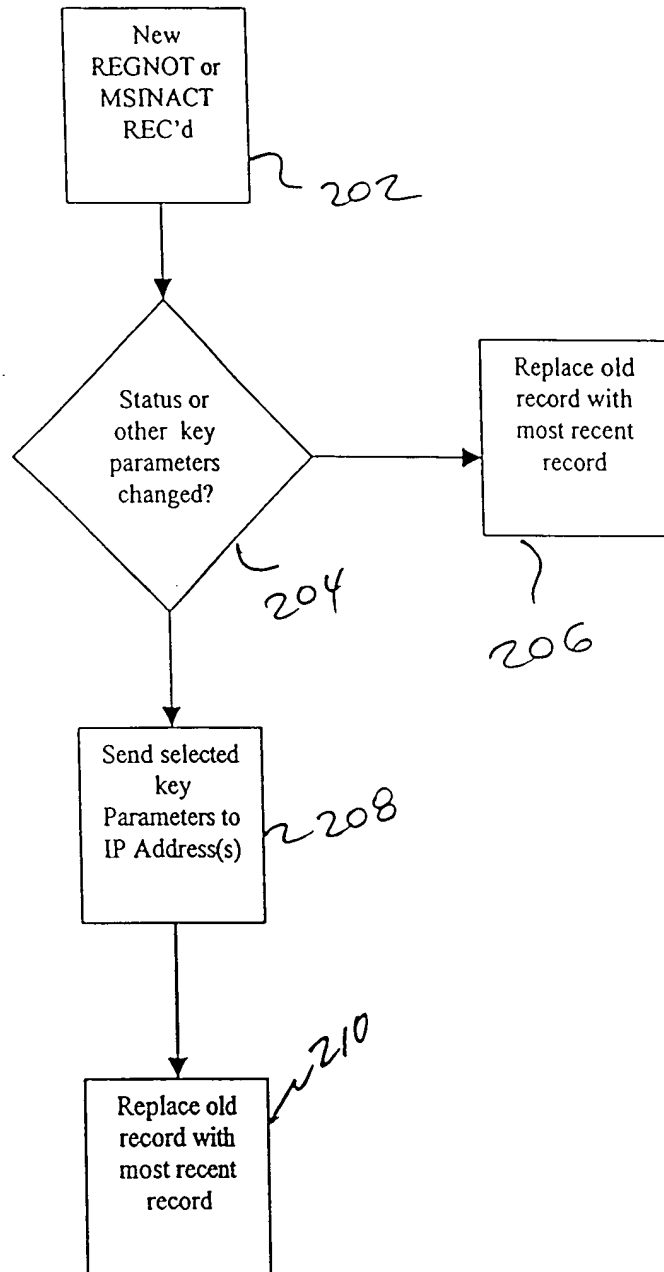 New
REGNOT or
MSINACT
REC'd
202
Status or
other key
parameters
changed?
204
Replace old
record with
most recent
record
206
Send selected
key
Parameters to
IP Address(s)
208
210
Replace old
record with
most recent
record